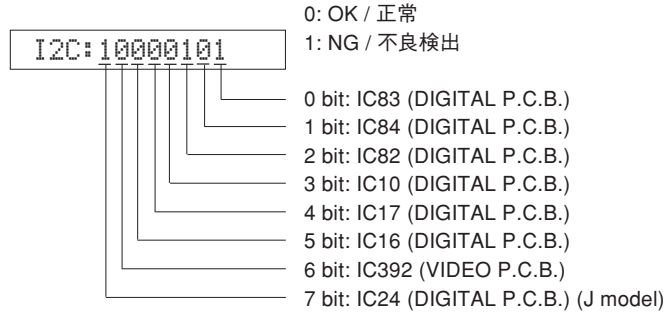 0: OK / 正常
1: NG / 不良検出
I2C:10000101
0 bit: IC83 (DIGITAL P.C.B.)
1 bit: IC84 (DIGITAL P.C.B.)
2 bit: IC82 (DIGITAL P.C.B.)
3 bit: IC10 (DIGITAL P.C.B.)
4 bit: IC17 (DIGITAL P.C.B.)
5 bit: IC16 (DIGITAL P.C.B.)
6 bit: IC392 (VIDEO P.C.B.)
7 bit: IC24 (DIGITAL P.C.B.) (J model)